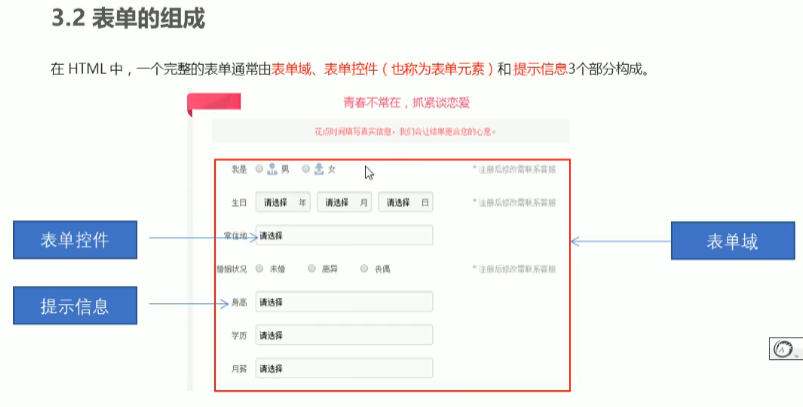 3.2 表单的组成
在 HTML 中，一个完整的表单通常由表单域、表单控件（也称为表单元素）和 提示信息3个部分构成。
青春不常在，抓紧谈恋爱
花点时间填写真实信息，我们会让结果更合您的心意。
我是 男 女 * 注册后修改需联系客服
生日 请选择 年 请选择 月 请选择 日 * 注册后修改需联系客服
表单控件
常住地 请选择
表单域
婚姻状况 未婚 离异 丧偶 * 注册后修改需联系客服
提示信息
身高 请选择
学历 请选择
月薪 请选择